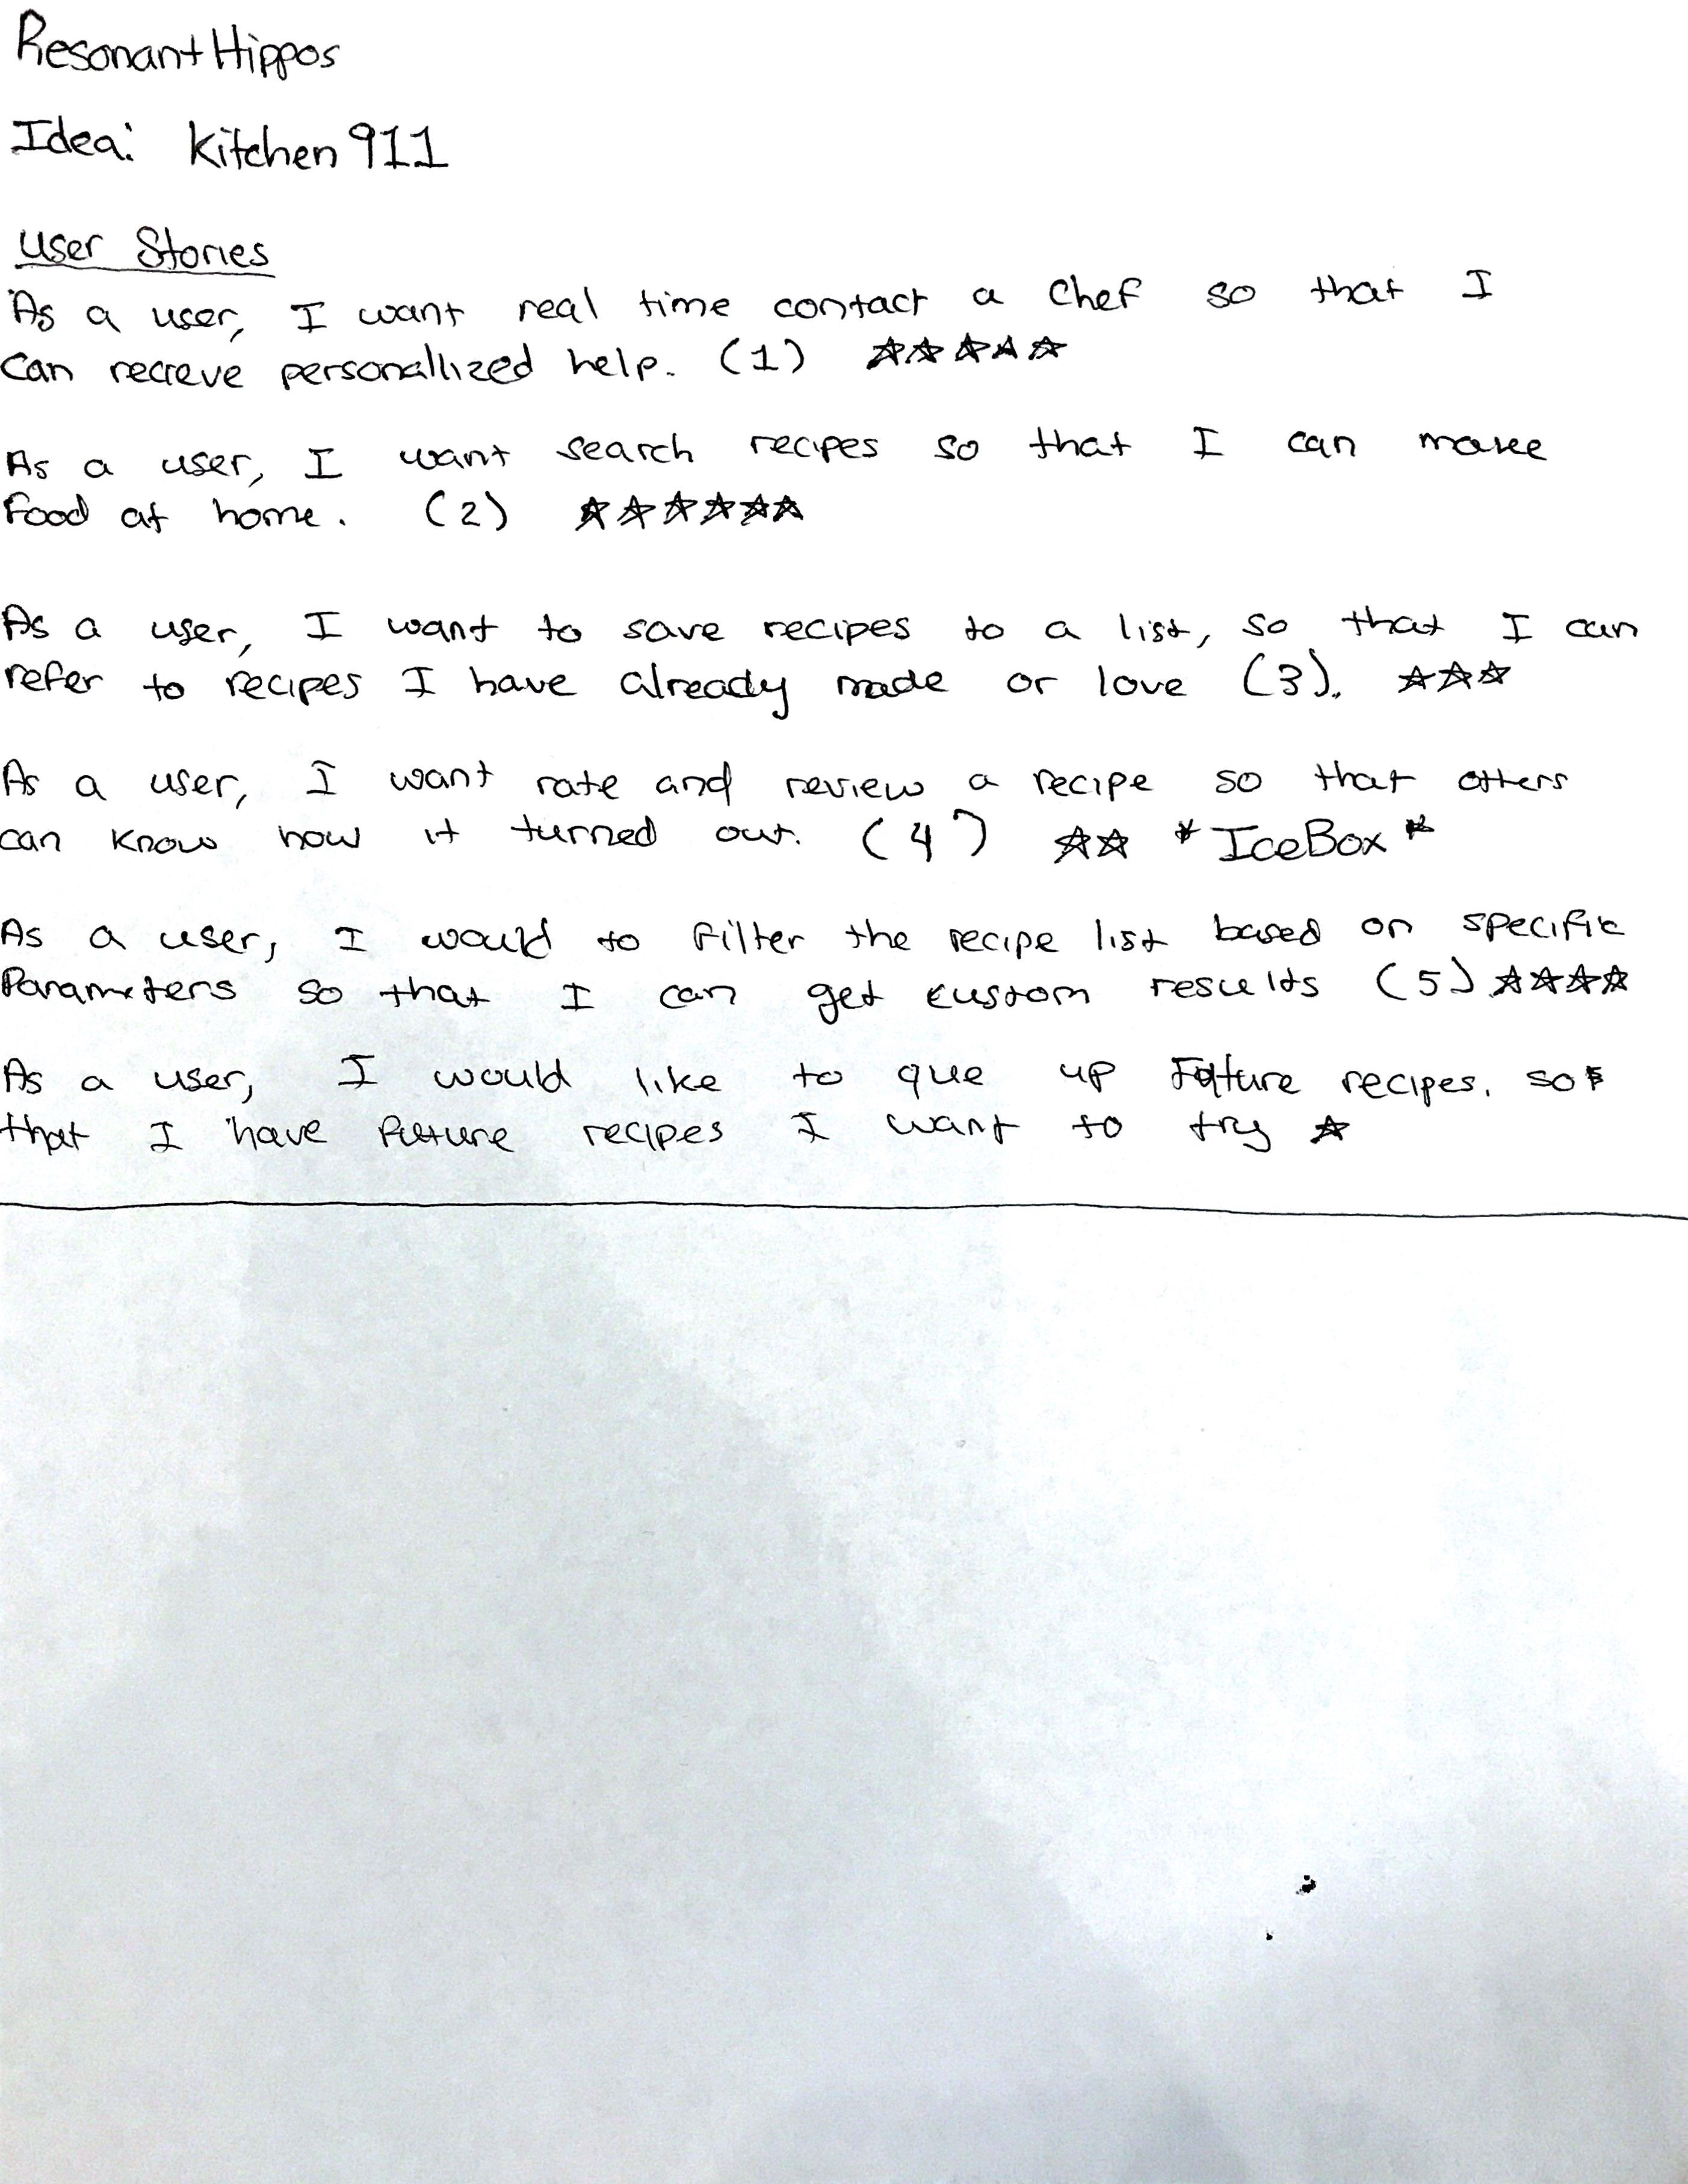 Resonant Hippos
Idea: Kitchen 911
User Stories
As a user, I want real time contact a Chef so that I
Can recieve personallized help. (1) ☆☆☆☆☆
As a user, I want search recipes so that I can make
food at home. (2) ☆☆☆☆☆☆
As a user, I want to save recipes to a list, so that I can
refer to recipes I have already made or love (3). ☆☆☆
As a user, I want rate and review a recipe so that others
can know how it turned out. (4) ☆☆ *IceBox*
As a user, I would to filter the recipe list based on specific
Parameters so that I can get custom results (5) ☆☆☆☆
As a user, I would like to que up Future recipes. so
that I have future recipes I want to try ☆